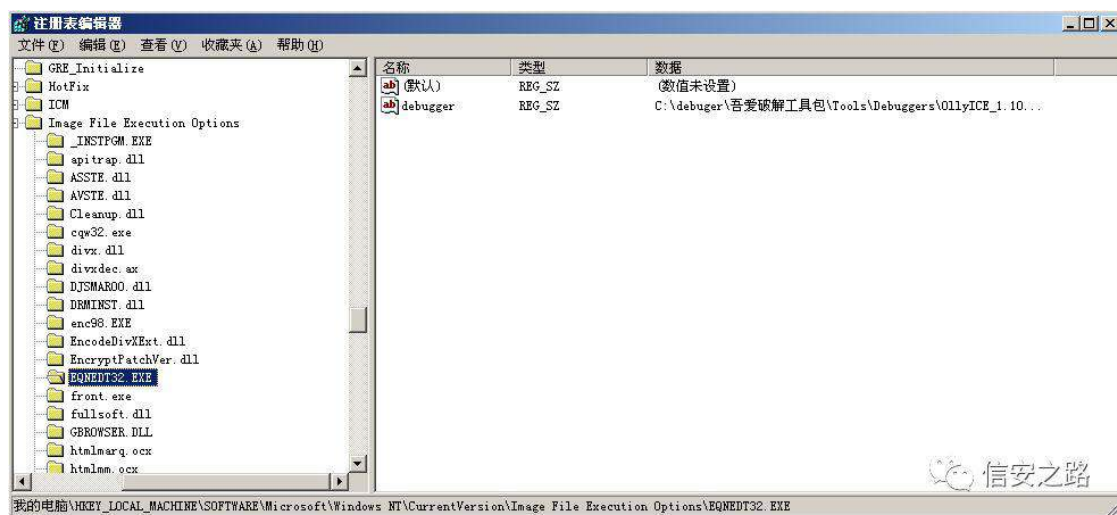 注册表编辑器
文件(F) 编辑(E) 查看(V) 收藏夹(A) 帮助(H)
GRE_Initialize
HotFix
ICM
Image File Execution Options
_INSTPGM.EXE
apitrap.dll
ASSTE.dll
AVSTE.dll
Cleanup.dll
cqw32.exe
divx.dll
divxdec.ax
DJSMAR00.dll
DRMINST.dll
enc98.EXE
EncodeDivXExt.dll
EncryptPatchVer.dll
EQNEDT32.EXE
front.exe
fullsoft.dll
GBROWSER.DLL
htmlmarq.ocx
htmlmm.ocx
名称 类型 数据
(默认) REG_SZ (数值未设置)
debugger REG_SZ C:\debuger\吾爱破解工具包\Tools\Debuggers\OllyICE_1.10...
信安之路
我的电脑\HKEY_LOCAL_MACHINE\SOFTWARE\Microsoft\Windows NT\CurrentVersion\Image File Execution Options\EQNEDT32.EXE